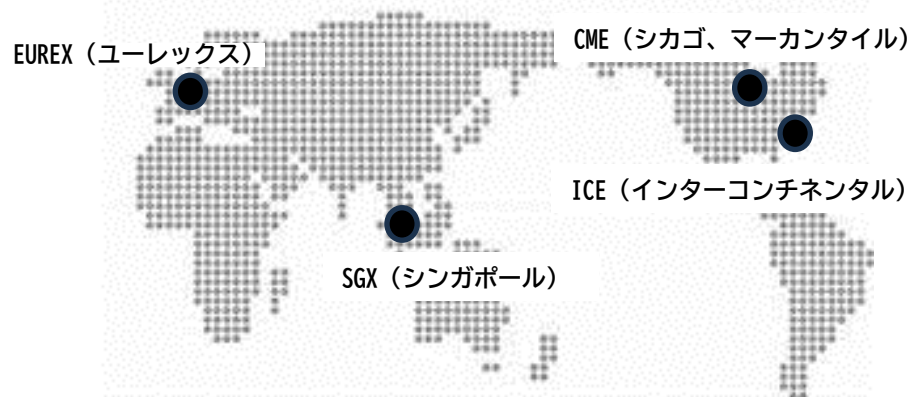 EUREX（ユーレックス）
CME（シカゴ、マーカンタイル）
ICE（インターコンチネンタル）
SGX（シンガポール）